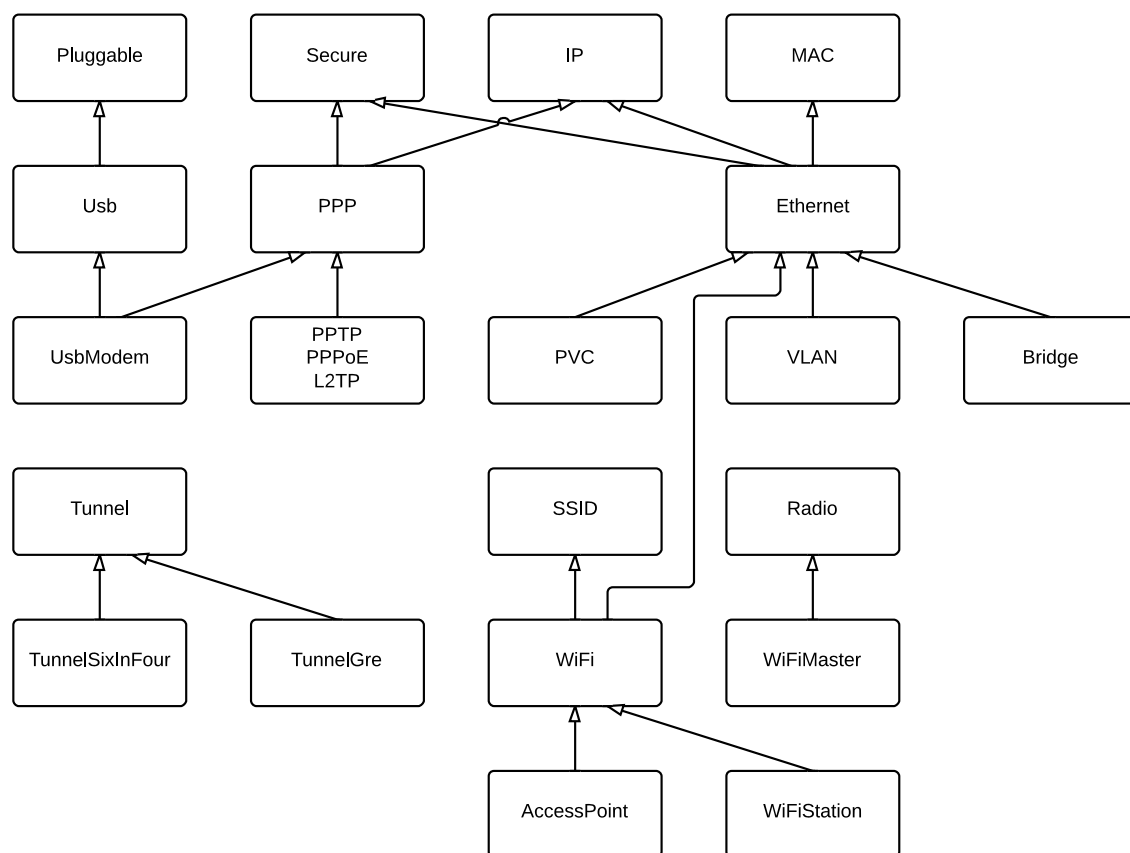 Pluggable
Secure
IP
MAC
Usb
PPP
Ethernet
UsbModem
PPTP
PPPoE
L2TP
PVC
VLAN
Bridge
Tunnel
SSID
Radio
TunnelSixInFour
TunnelGre
WiFi
WiFiMaster
AccessPoint
WiFiStation